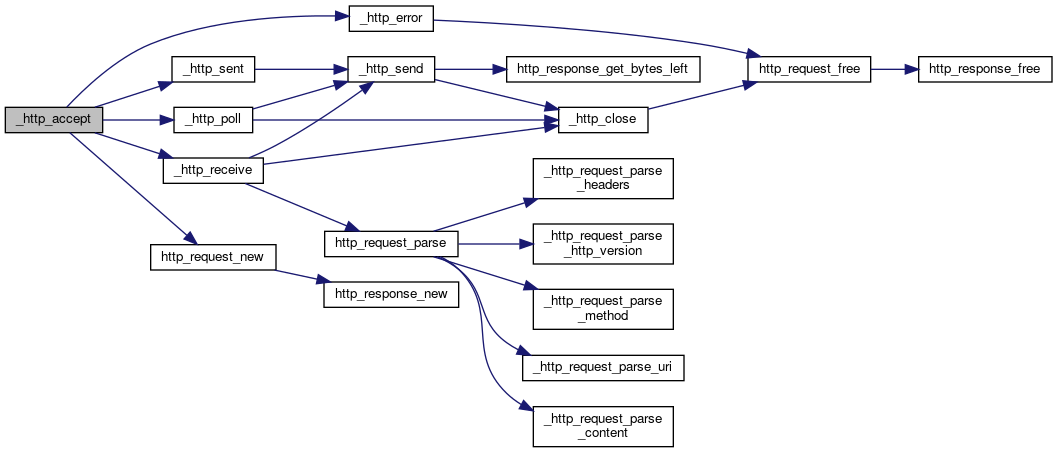 _http_accept
_http_error
_http_sent
_http_poll
_http_receive
http_request_new
_http_send
http_request_parse
http_response_new
http_response_get_bytes_left
_http_close
_http_request_parse
_headers
_http_request_parse
_http_version
_http_request_parse
_method
_http_request_parse_uri
_http_request_parse
_content
http_request_free
http_response_free